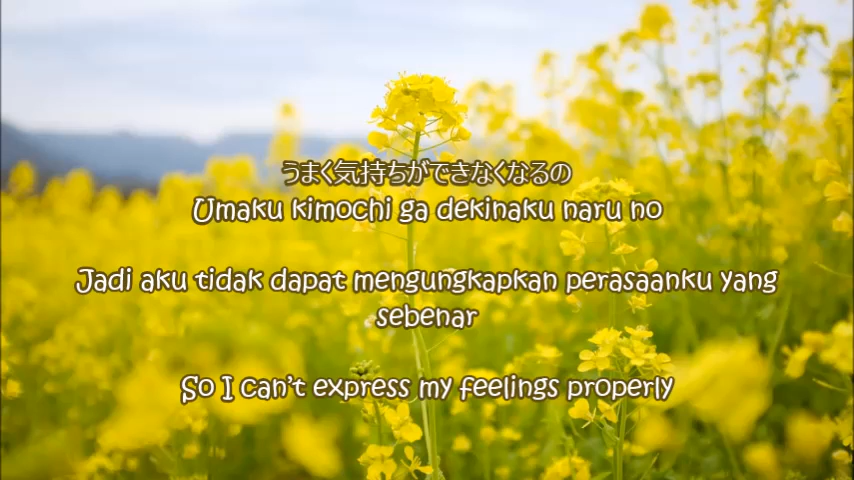 うまく気持ちができなくなるの
Umaku kimochi ga dekinaku naru no
Jadi aku tidak dapat mengungkapkan perasaanku yang
sebenar
So I can't express my feelings properly